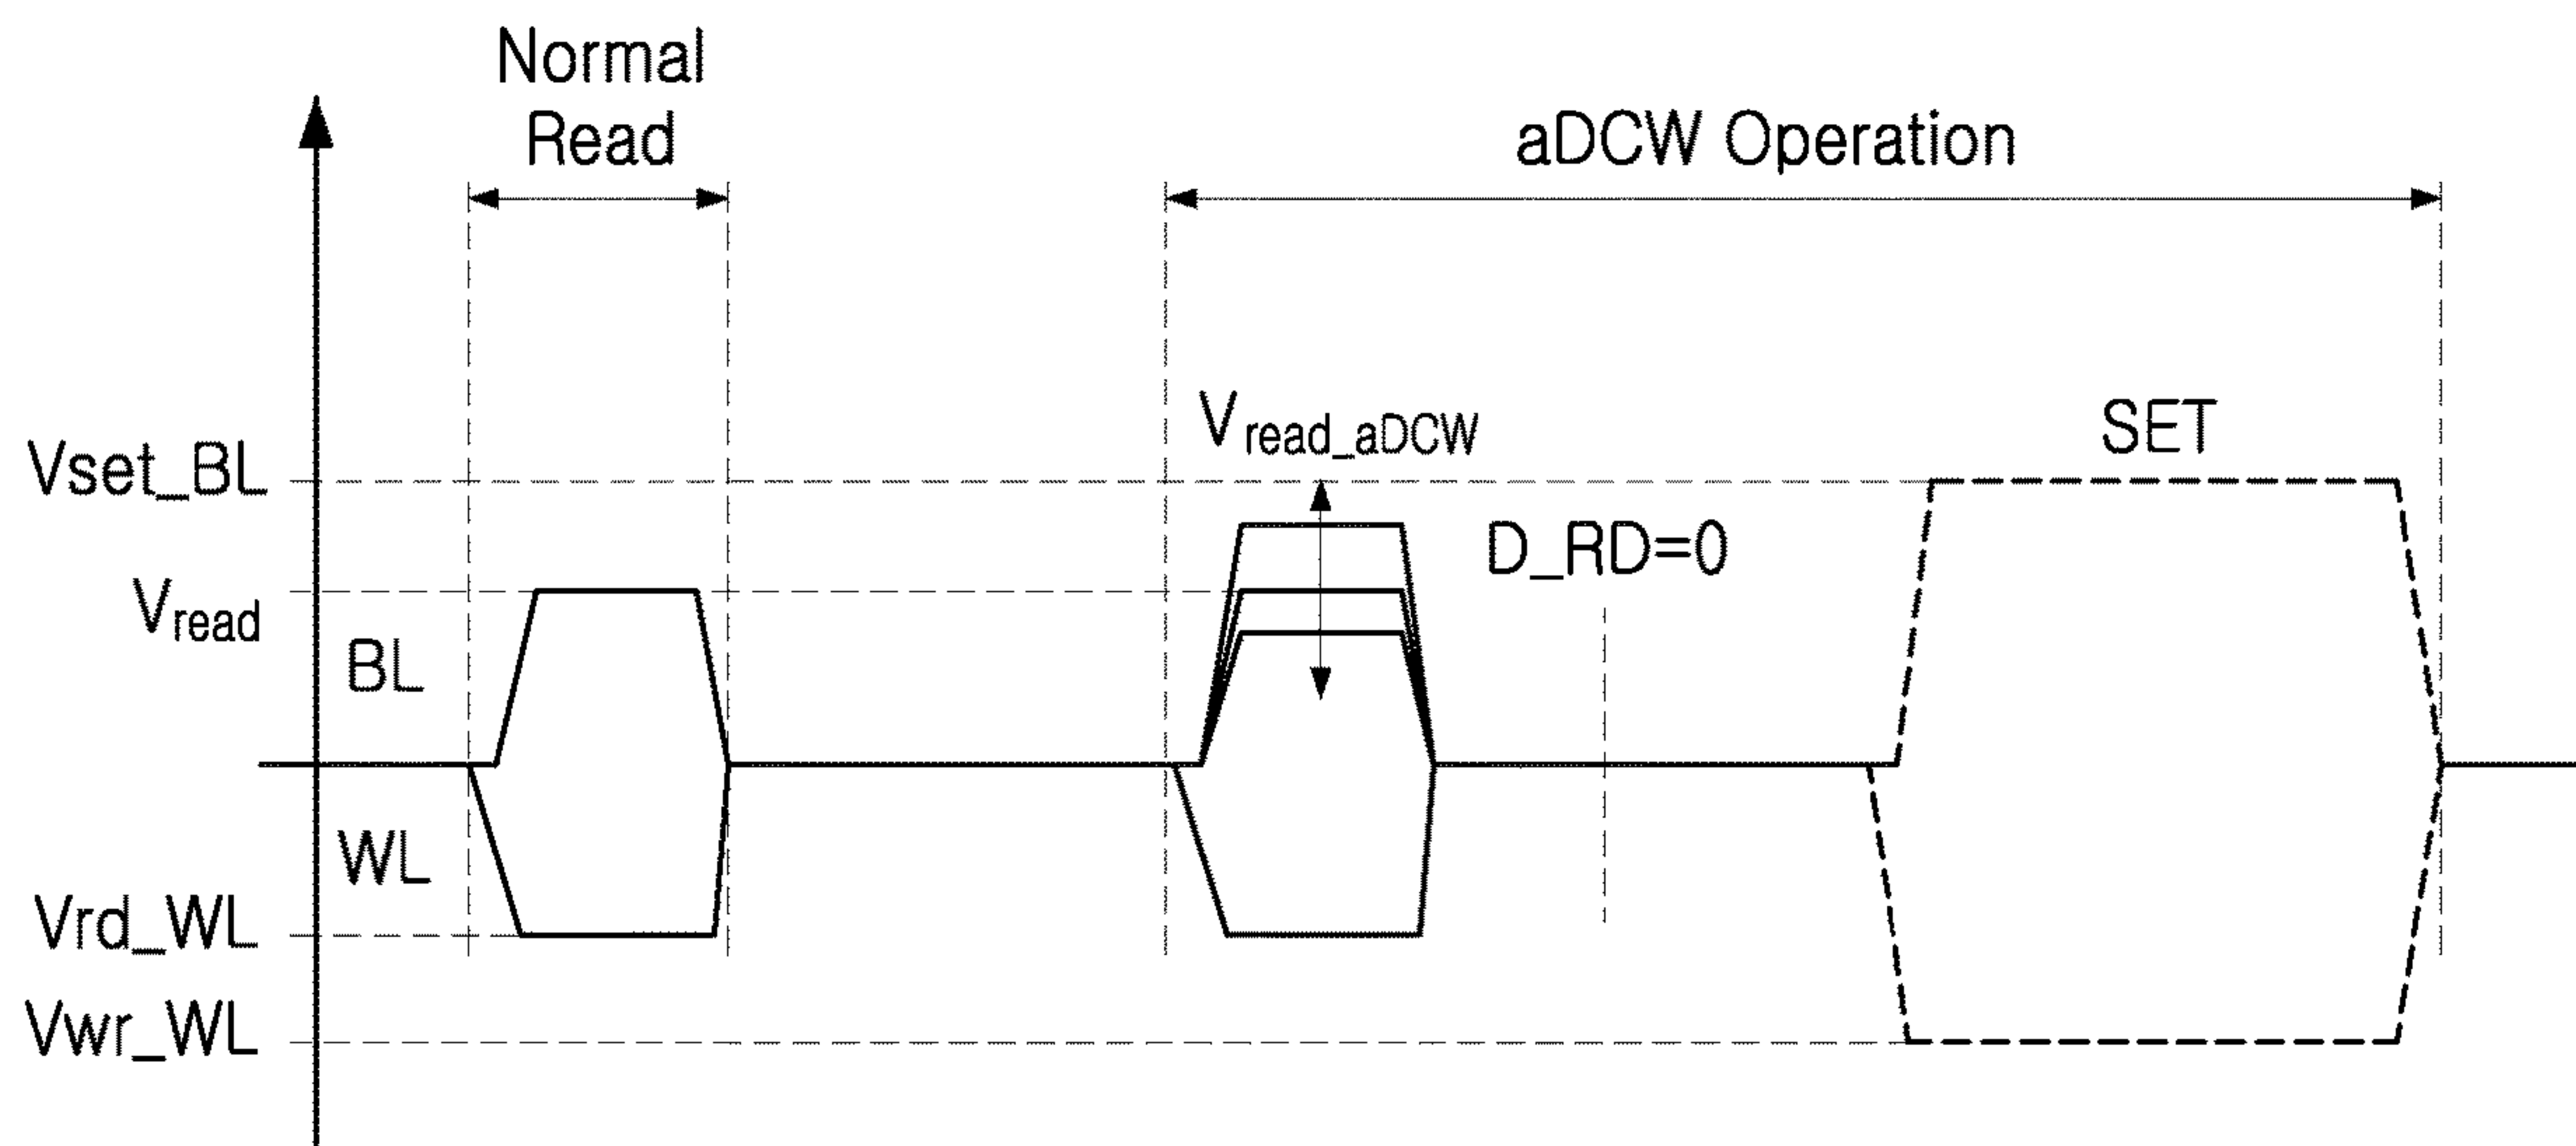 Normal
Read
aDCW Operation
Vread_aDCW
SET
Vset_BL
D_RD=0
Vread
BL
WL
Vrd_WL
Vwr_WL